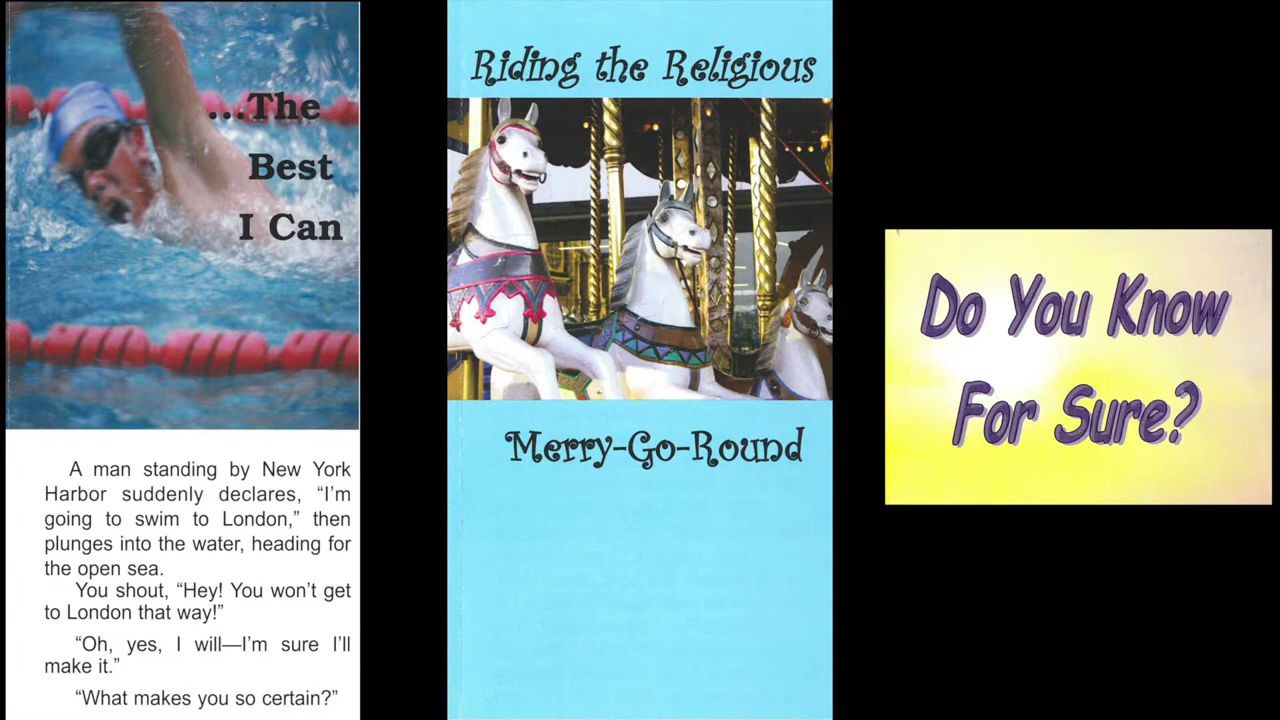 ...The
Best
I Can
A man standing by New York
Harbor suddenly declares, “I’m
going to swim to London,” then
plunges into the water, heading for
the open sea.
You shout, “Hey! You won’t get
to London that way!”
“Oh, yes, I will—I’m sure I’ll
make it.”
“What makes you so certain?”
Riding the Religious
Merry-Go-Round
Do You Know
For Sure?